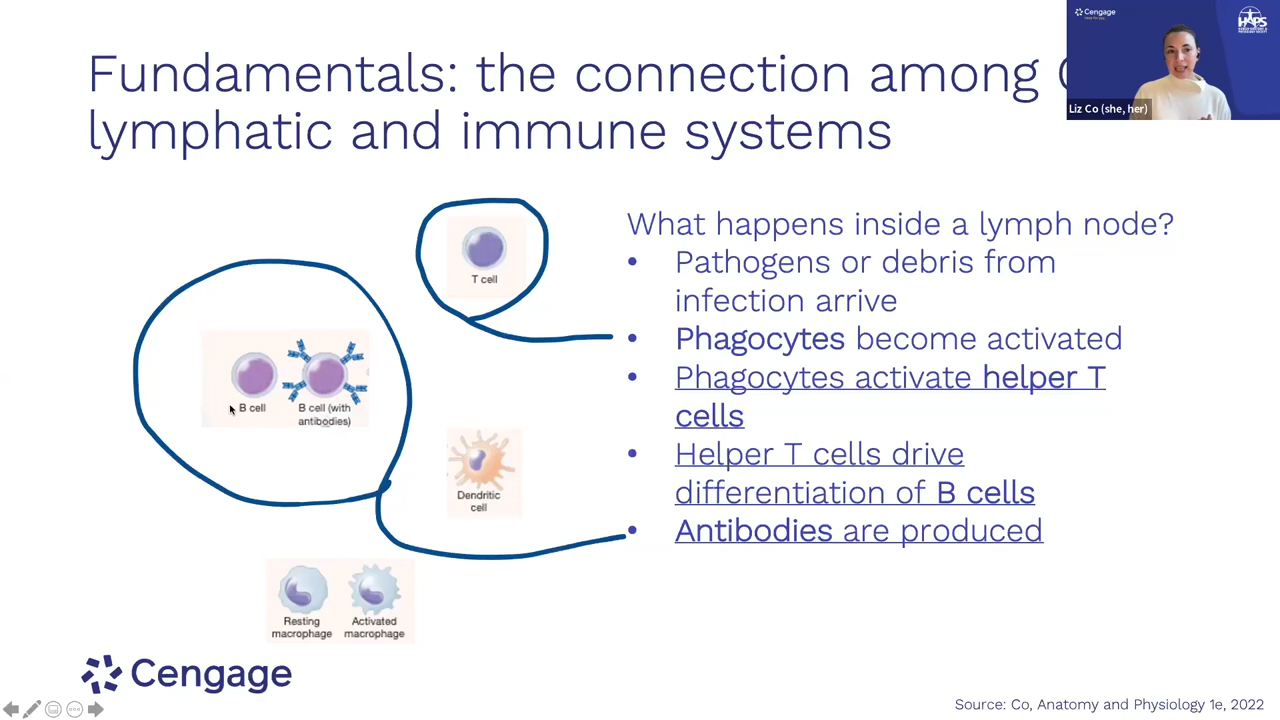 Cengage
HAPS
Liz Co (she, her)
Fundamentals: the connection among
lymphatic and immune systems
T cell
B cell
B cell (with
antibodies)
Dendritic
cell
Resting
macrophage
Activated
macrophage
What happens inside a lymph node?
• Pathogens or debris from
infection arrive
• Phagocytes become activated
• Phagocytes activate helper T
cells
• Helper T cells drive
differentiation of B cells
• Antibodies are produced
Cengage
Source: Co, Anatomy and Physiology 1e, 2022